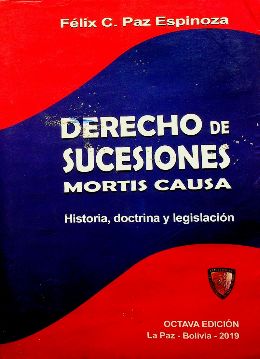 Félix C. Paz Espinoza
DERECHO DE
SUCESIONES
MORTIS CAUSA
Historia, doctrina y legislación
OCTAVA EDICIÓN
La Paz - Bolivia - 2019